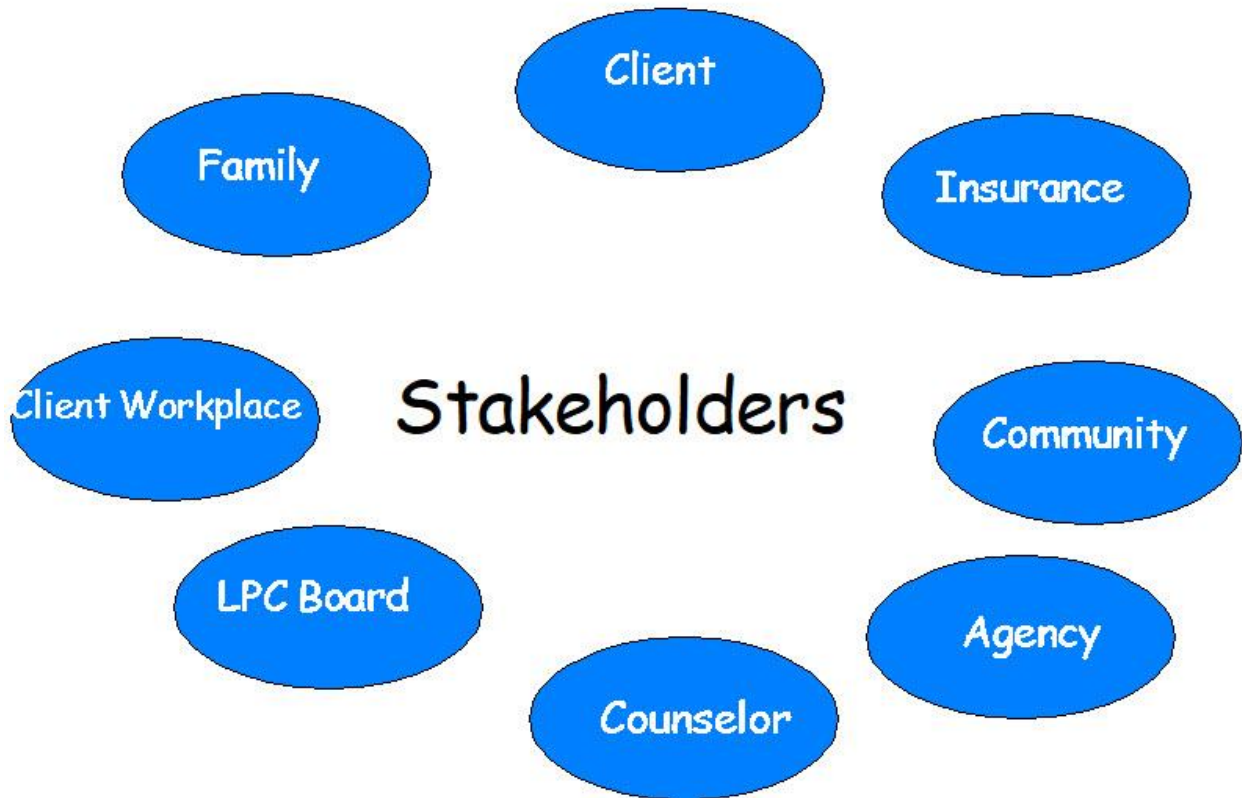 Client
Family
Insurance
Client Workplace
Stakeholders
Community
LPC Board
Agency
Counselor